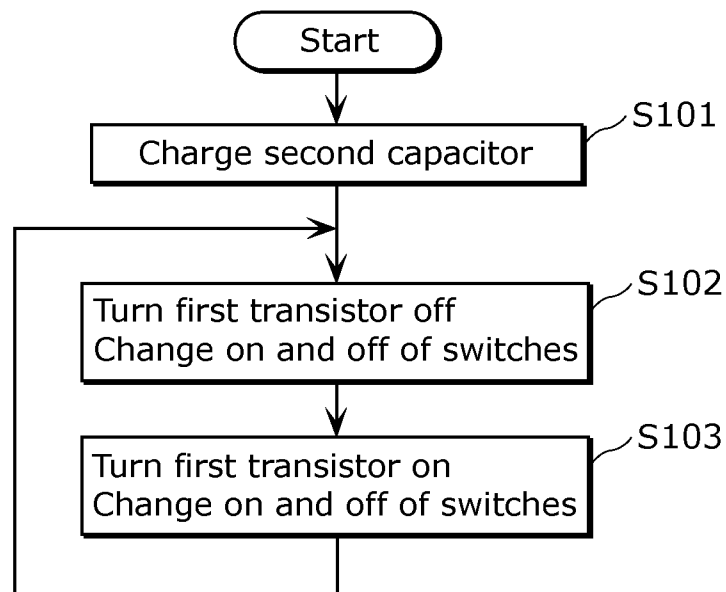 Start
S101
Charge second capacitor
S102
Turn first transistor off
Change on and off of switches
S103
Turn first transistor on
Change on and off of switches